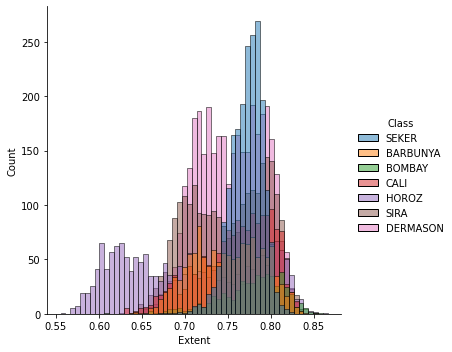 250
200
150
100
50
0
Count
0.55 0.60 0.65 0.70 0.75 0.80 0.85
Extent
Class
SEKER
BARBUNYA
BOMBAY
CALI
HOROZ
SIRA
DERMASON